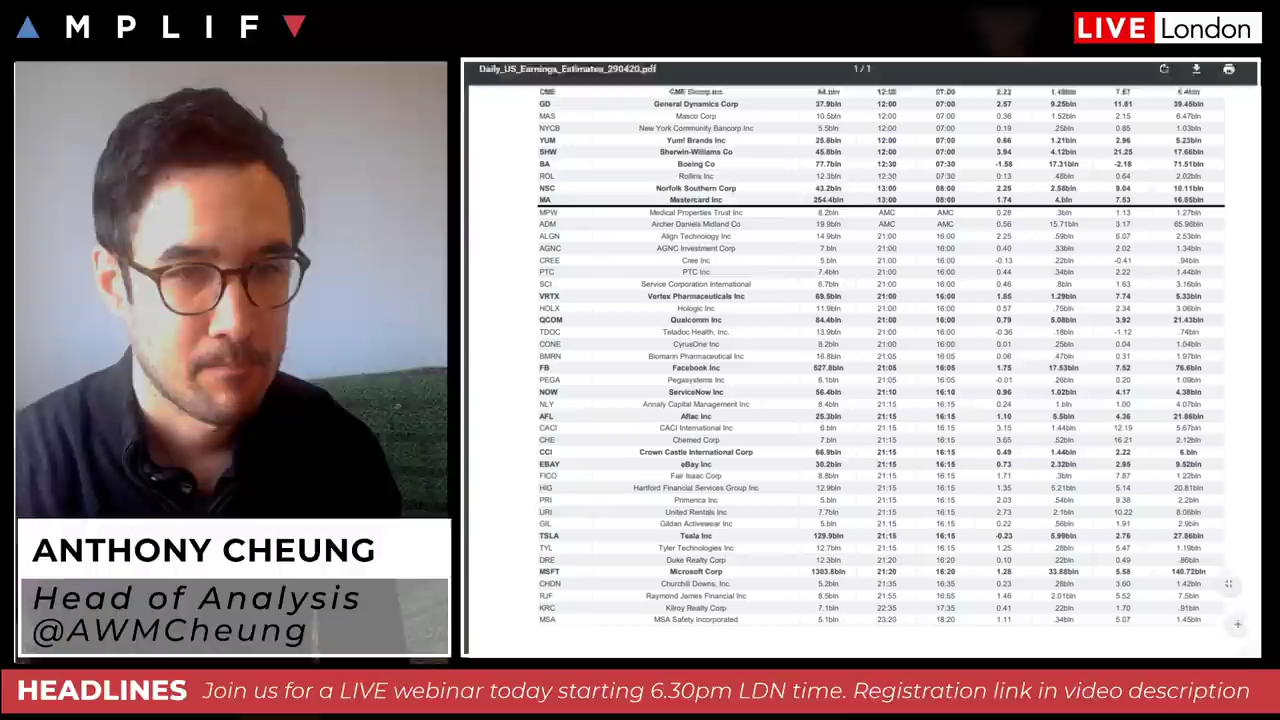 AMPLIFY
LIVE London
Daily_US_Earnings_Estimates_290420.pdf 1 / 1
GD General Dynamics Corp 37.9bln 12:00 07:00 2.57 9.25bln 11.81 39.45bln
MAS Masco Corp 10.5bln 12:00 07:00 0.36 1.52bln 2.15 6.47bln
NYCB New York Community Bancorp Inc 5.5bln 12:00 07:00 0.19 .25bln 0.85 1.03bln
YUM Yum! Brands Inc 25.8bln 12:00 07:00 0.66 1.21bln 2.96 5.23bln
SHW Sherwin-Williams Co 45.8bln 12:00 07:00 3.94 4.12bln 21.25 17.66bln
BA Boeing Co 77.7bln 12:30 07:30 -1.58 17.31bln -2.18 71.51bln
ROL Rollins Inc 12.3bln 12:30 07:30 0.13 .48bln 0.64 2.02bln
NSC Norfolk Southern Corp 43.2bln 13:00 08:00 2.25 2.58bln 9.04 10.11bln
MA Mastercard Inc 254.4bln 13:00 08:00 1.74 4.bln 7.53 16.85bln
MPW Medical Properties Trust Inc 8.2bln AMC AMC 0.28 .3bln 1.13 1.27bln
ADM Archer Daniels Midland Co 19.9bln AMC AMC 0.56 15.71bln 3.17 65.96bln
ALGN Align Technology Inc 14.9bln 21:00 16:00 2.25 .59bln 6.07 2.53bln
AGNC AGNC Investment Corp 7.bln 21:00 16:00 0.40 .33bln 2.02 1.34bln
CREE Cree Inc 5.bln 21:00 16:00 -0.13 .22bln -0.41 .94bln
PTC PTC Inc 7.4bln 21:00 16:00 0.44 .34bln 2.22 1.44bln
SCI Service Corporation International 6.7bln 21:00 16:00 0.46 .8bln 1.63 3.16bln
VRTX Vertex Pharmaceuticals Inc 69.5bln 21:00 16:00 1.85 1.29bln 7.74 5.33bln
HOLX Hologic Inc 11.9bln 21:00 16:00 0.57 .75bln 2.34 3.06bln
QCOM Qualcomm Inc 84.4bln 21:00 16:00 0.79 5.08bln 3.92 21.43bln
TDOC Teladoc Health, Inc. 13.9bln 21:00 16:00 -0.36 .18bln -1.12 .74bln
CONE CyrusOne Inc 8.2bln 21:00 16:00 0.01 .25bln 0.04 1.04bln
BMRN Biomarin Pharmaceutical Inc 16.8bln 21:05 16:05 0.06 .47bln 0.31 1.97bln
FB Facebook Inc 527.8bln 21:05 16:05 1.75 17.53bln 7.52 76.6bln
PEGA Pegasystems Inc 6.1bln 21:05 16:05 -0.01 .26bln 0.20 1.09bln
NOW ServiceNow Inc 56.4bln 21:10 16:10 0.96 1.02bln 4.17 4.38bln
NLY Annaly Capital Management Inc 8.4bln 21:15 16:15 0.24 1.bln 1.00 4.07bln
AFL Aflac Inc 25.3bln 21:15 16:15 1.10 5.5bln 4.36 21.86bln
CACI CACI International Inc 6.bln 21:15 16:15 3.15 1.44bln 12.19 5.67bln
CHE Chemed Corp 7.bln 21:15 16:15 3.65 .52bln 16.21 2.12bln
CCI Crown Castle International Corp 66.9bln 21:15 16:15 0.49 1.44bln 2.22 6.bln
EBAY eBay Inc 30.2bln 21:15 16:15 0.73 2.32bln 2.95 9.52bln
FICO Fair Isaac Corp 8.8bln 21:15 16:15 1.71 .3bln 7.87 1.22bln
HIG Hartford Financial Services Group Inc 12.9bln 21:15 16:15 1.35 5.21bln 5.14 20.81bln
PRI Primerica Inc 5.bln 21:15 16:15 2.03 .54bln 9.38 2.2bln
URI United Rentals Inc 7.7bln 21:15 16:15 2.73 2.1bln 10.22 8.06bln
GIL Gildan Activewear Inc 5.bln 21:15 16:15 0.22 .56bln 1.91 2.9bln
TSLA Tesla Inc 129.9bln 21:15 16:15 -0.23 5.99bln 2.76 27.86bln
TYL Tyler Technologies Inc 12.7bln 21:15 16:15 1.25 .28bln 5.47 1.19bln
DRE Duke Realty Corp 12.3bln 21:20 16:20 0.10 .22bln 0.49 .86bln
MSFT Microsoft Corp 1303.8bln 21:20 16:20 1.28 33.88bln 5.58 140.72bln
CHDN Churchill Downs, Inc. 5.2bln 21:35 16:35 0.23 .28bln 3.60 1.42bln
RJF Raymond James Financial Inc 8.5bln 21:55 16:55 1.46 2.01bln 5.52 7.5bln
KRC Kilroy Realty Corp 7.1bln 22:35 17:35 0.41 .22bln 1.70 .91bln
MSA MSA Safety Incorporated 5.1bln 23:20 18:20 1.11 .34bln 5.07 1.45bln
ANTHONY CHEUNG
Head of Analysis
@AWMCheung
HEADLINES Join us for a LIVE webinar today starting 6.30pm LDN time. Registration link in video description